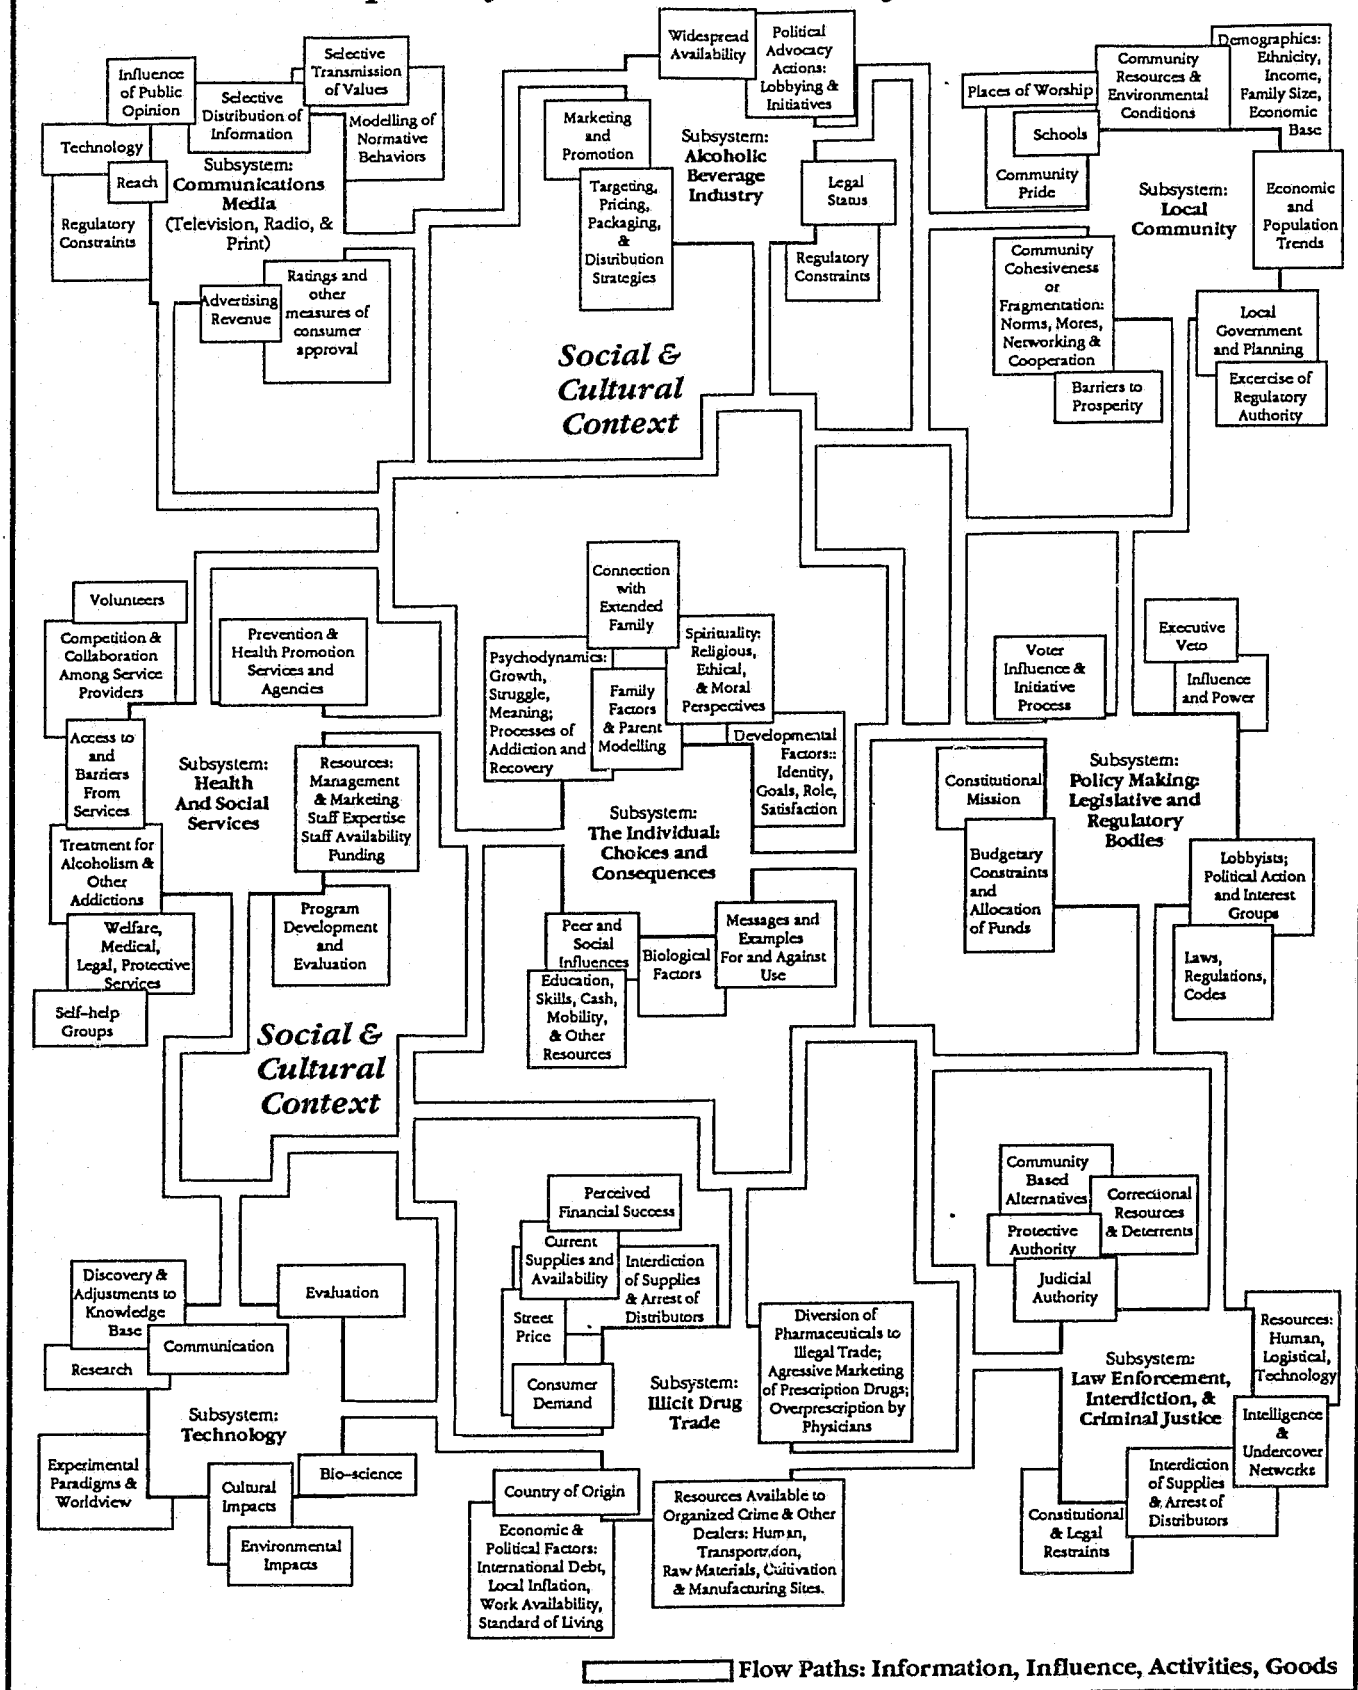 Influence
of Public
Opinion
Selective
Distribution of
Information
Selective
Transmission
of Values
Modelling of
Normative
Behaviors
Technology
Reach
Regulatory
Constraints
Subsystem:
Communications
Media
(Television, Radio, &
Print)
Advertising
Revenue
Ratings and
other
measures of
consumer
approval
Widespread
Availability
Political
Advocacy
Actions:
Lobbying &
Initiatives
Marketing
and
Promotion
Targeting,
Pricing,
Packaging,
&
Distribution
Strategies
Subsystem:
Alcoholic
Beverage
Industry
Legal
Status
Regulatory
Constraints
Social &
Cultural
Context
Places of Worship
Community
Resources &
Environmental
Conditions
Demographics:
Ethnicity,
Income,
Family Size,
Economic
Base
Schools
Community
Pride
Subsystem:
Local
Community
Economic
and
Population
Trends
Community
Cohesiveness
or
Fragmentation:
Norms, Mores,
Networking &
Cooperation
Barriers to
Prosperity
Local
Government
and Planning
Excercise of
Regulatory
Authority
Volunteers
Competition &
Collaboration
Among Service
Providers
Prevention &
Health Promotion
Services and
Agencies
Access to
and
Barriers
From
Services
Subsystem:
Health
And Social
Services
Resources:
Management
& Marketing
Staff Expertise
Staff Availability
Funding
Treatment for
Alcoholism &
Other
Addictions
Welfare,
Medical,
Legal, Protective
Services
Self-help
Groups
Program
Development
and
Evaluation
Connection
with
Extended
Family
Psychodynamics:
Growth,
Struggle,
Meaning;
Processes of
Addiction and
Recovery
Family
Factors
& Parent
Modelling
Spirituality:
Religious,
Ethical,
& Moral
Perspectives
Developmental
Factors::
Identity,
Goals, Role,
Satisfaction
Subsystem:
The Individual:
Choices and
Consequences
Peer and
Social
Influences
Biological
Factors
Messages and
Examples
For and Against
Use
Education,
Skills, Cash,
Mobility,
& Other
Resources
Voter
Influence &
Initiative
Process
Executive
Veto
Influence
and Power
Constitutional
Mission
Subsystem:
Policy Making:
Legislative and
Regulatory
Bodies
Budgetary
Constraints
and
Allocation
of Funds
Lobbyists;
Political Action
and Interest
Groups
Laws,
Regulations,
Codes
Social &
Cultural
Context
Discovery &
Adjustments to
Knowledge
Base
Evaluation
Communication
Research
Subsystem:
Technology
Experimental
Paradigms &
Worldview
Cultural
Impacts
Bio-science
Environmental
Impacts
Perceived
Financial Success
Current
Supplies and
Availability
Interdiction
of Supplies
& Arrest of
Distributors
Street
Price
Consumer
Demand
Subsystem:
Illicit Drug
Trade
Diversion of
Pharmaceuticals to
Illegal Trade;
Agressive Marketing
of Prescription Drugs;
Overprescription by
Physicians
Country of Origin
Economic &
Political Factors:
International Debt,
Local Inflation,
Work Availability,
Standard of Living
Resources Available to
Organized Crime & Other
Dealers: Human,
Transportation,
Raw Materials, Cultivation
& Manufacturing Sites.
Community
Based
Alternatives
Correctional
Resources
& Deterrents
Protective
Authority
Judicial
Authority
Subsystem:
Law Enforcement,
Interdiction, &
Criminal Justice
Resources:
Human,
Logistical,
Technology
Intelligence
&
Undercover
Networks
Interdiction
of Supplies
& Arrest of
Distributors
Constitutional
& Legal
Restraints
Flow Paths: Information, Influence, Activities, Goods